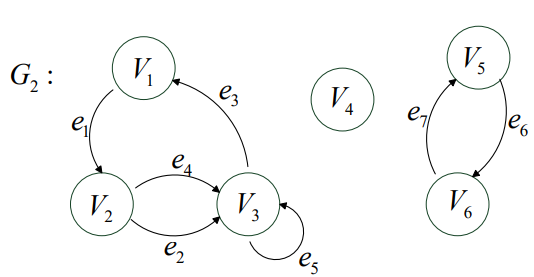 G₂ :
V₁
e₃
V₄
V₅
e₁
e₇
e₆
e₄
V₂
V₃
V₆
e₂
e₅